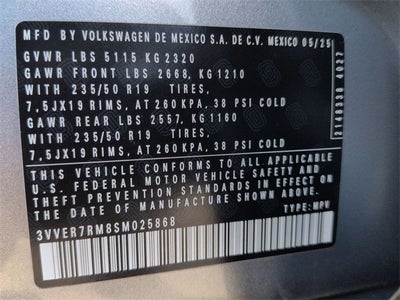 MFD BY VOLKSWAGEN DE MEXICO S.A. DE C.V. MEXICO 05/25
GVWR LBS 5115 KG 2320
GAWR FRONT LBS 2668, KG 1210
WITH 235/50 R19 TIRES,
7,5JX19 RIMS, AT 260 KPA, 38 PSI COLD
GAWR REAR LBS 2557, KG 1160
WITH 235/50 R19 TIRES,
7,5JX19 RIMS, AT 260 KPA, 38 PSI COLD
THIS VEHICLE CONFORMS TO ALL APPLICABLE
U.S. FEDERAL MOTOR VEHICLE SAFETY AND
THEFT PREVENTION STANDARDS IN EFFECT ON
THE DATE OF MANUFACTURE SHOWN ABOVE.
3VVER7RM8SM025868 TYPE: MPV